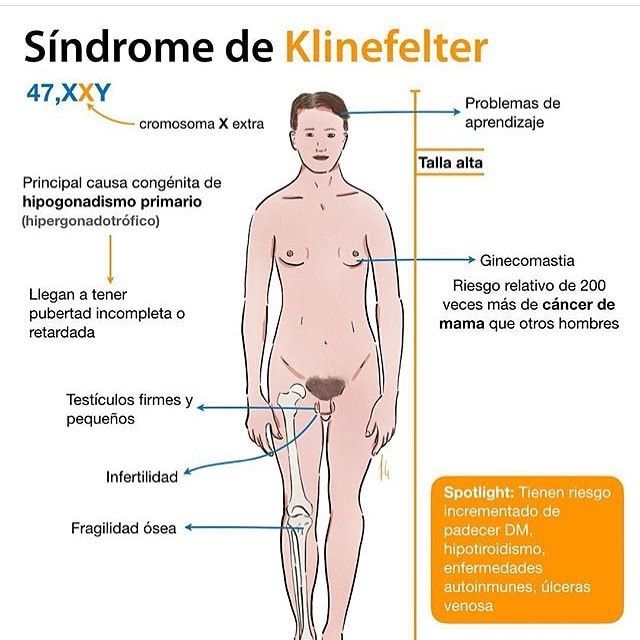 Síndrome de Klinefelter
47,XXY
cromosoma X extra
Problemas de
aprendizaje
Talla alta
Principal causa congénita de
hipogonadismo primario
(hipergonadotrófico)
Llegan a tener
pubertad incompleta o
retardada
Ginecomastia
Riesgo relativo de 200
veces más de cáncer de
mama que otros hombres
Testículos firmes y
pequeños
Infertilidad
Fragilidad ósea
Spotlight: Tienen riesgo
incrementado de
padecer DM,
hipotiroidismo,
enfermedades
autoinmunes, úlceras
venosa